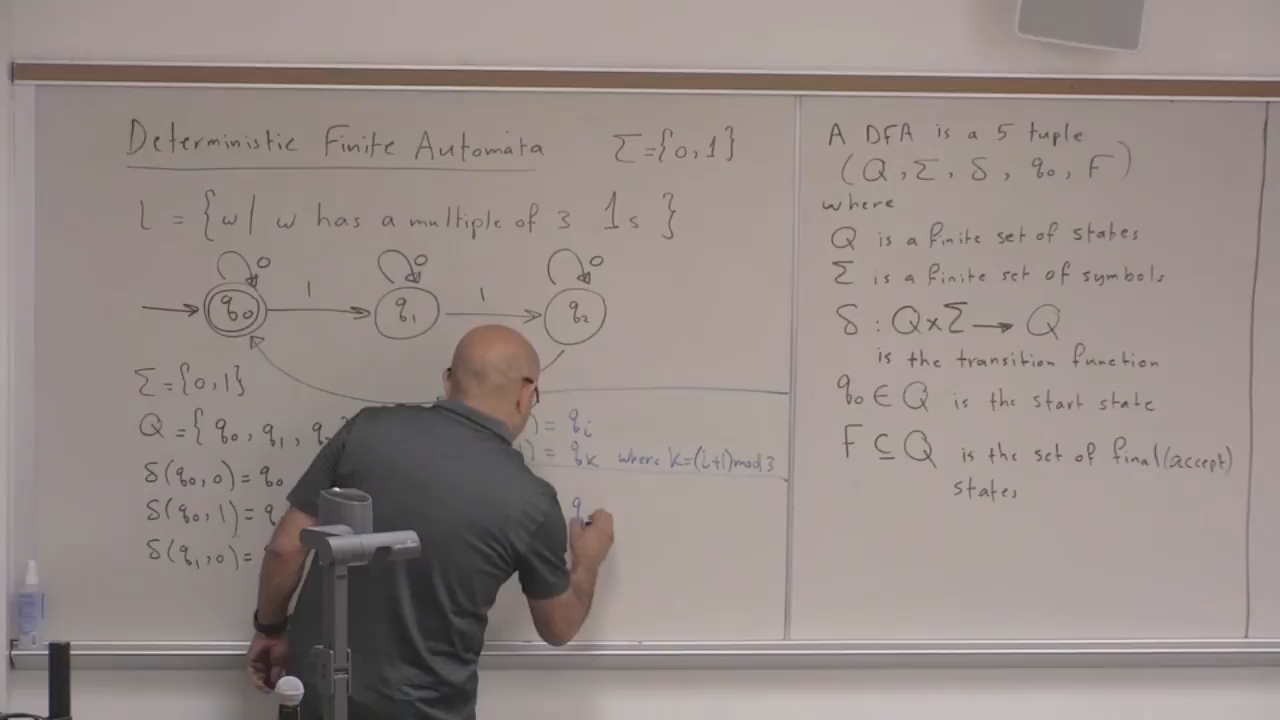 Deterministic Finite Automata Σ={0,1}
L = {w| w has a multiple of 3 1s }
0 0 0
q0 1 q1 1 q2
Σ={0,1}
Q={ q0, q1, q2
δ(q0,0)=q0
δ(q0,1)=q
δ(q1,0)=
) = qi
) = qk where k=(i+1)mod3
q
A DFA is a 5 tuple
(Q, Σ, δ, q0, F)
where
Q is a finite set of states
Σ is a finite set of symbols
δ : Q×Σ → Q
is the transition function
q0 ∈ Q is the start state
F ⊆ Q is the set of final(accept)
states